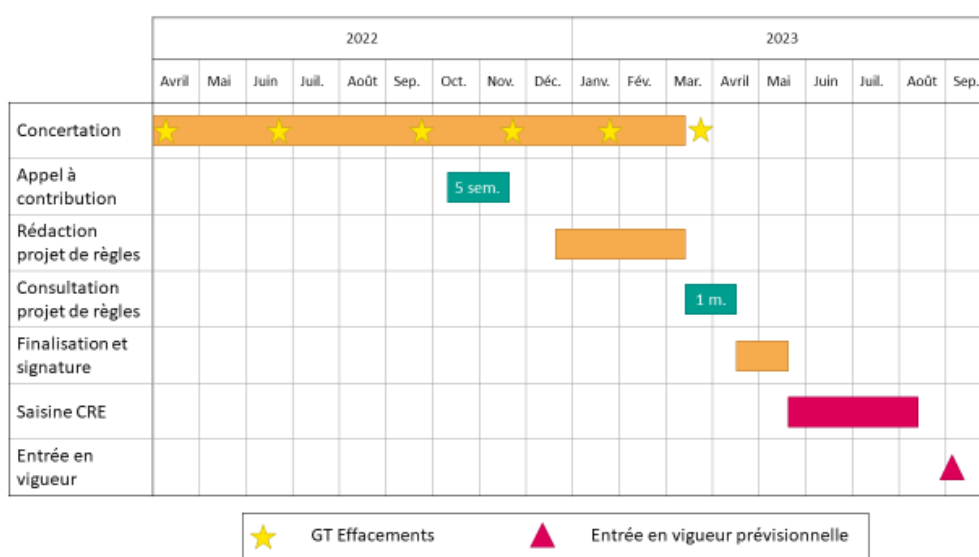 2022 2023
Avril Mai Juin Juil. Août Sep. Oct. Nov. Déc. Janv. Fév. Mar. Avril Mai Juin Juil. Août Sep.
Concertation
Appel à
contribution
5 sem.
Rédaction
projet de règles
Consultation
projet de règles
1 m.
Finalisation et
signature
Saisine CRE
Entrée en
vigueur
GT Effacements Entrée en vigueur prévisionnelle